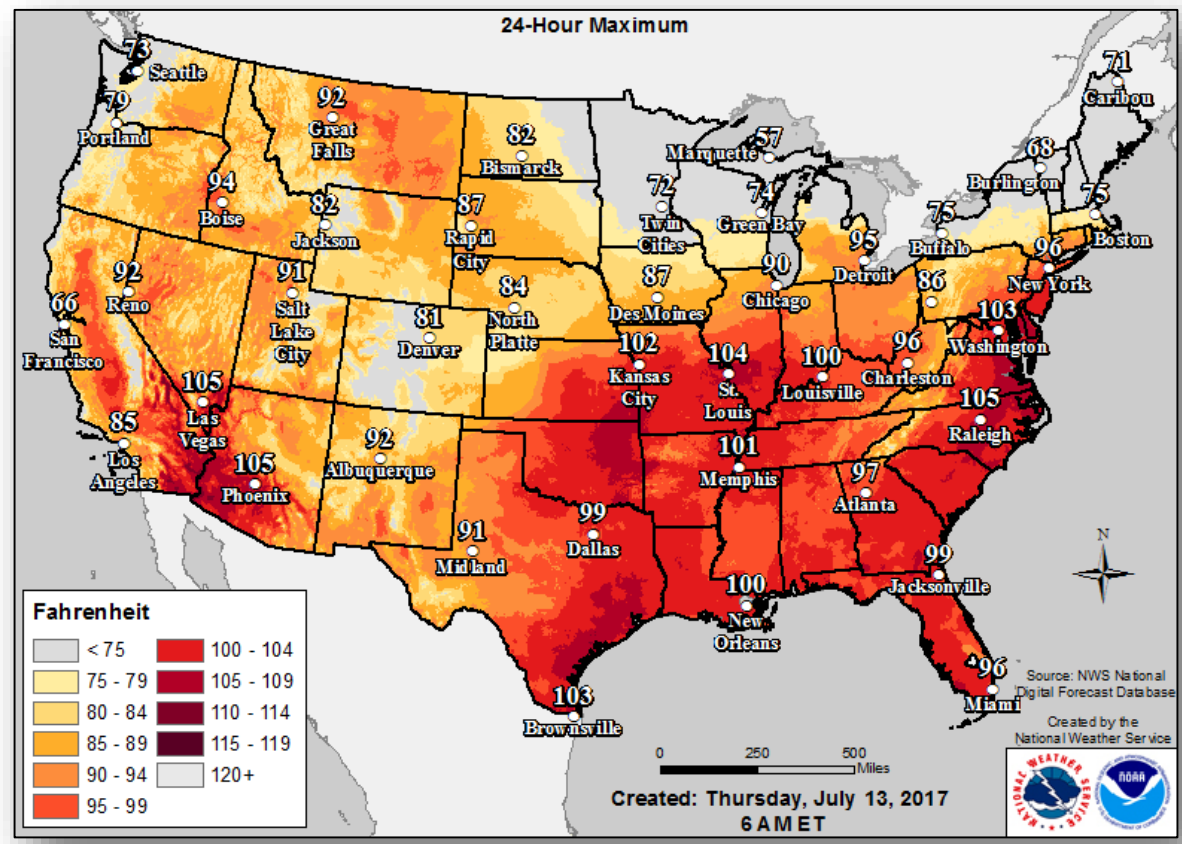 24-Hour Maximum
73
Seattle
79
Portland
92
Great
Falls
82
Bismarck
57
Marquette
71
Caribou
68
Burlington
94
Boise
82
Jackson
87
Rapid
City
72
Twin
Cities
74
Green Bay
75
Buffalo
75
Boston
95
Detroit
96
New York
92
Reno
91
Salt
Lake
City
84
North
Platte
87
Des Moines
90
Chicago
86
66
San
Francisco
81
Denver
102
Kansas
City
104
St.
Louis
100
Louisville
96
Charleston
103
Washington
105
Las
Vegas
105
Raleigh
85
Los
Angeles
105
Phoenix
92
Albuquerque
101
Memphis
97
Atlanta
91
Midland
99
Dallas
99
Jacksonville
100
New
Orleans
103
Brownsville
96
Miami
N
Fahrenheit
< 75
75 - 79
80 - 84
85 - 89
90 - 94
95 - 99
100 - 104
105 - 109
110 - 114
115 - 119
120+
0 250 500
Miles
Created: Thursday, July 13, 2017
6 AM ET
Source: NWS National
Digital Forecast Database
Created by the
National Weather Service
NATIONAL WEATHER SERVICE
NOAA